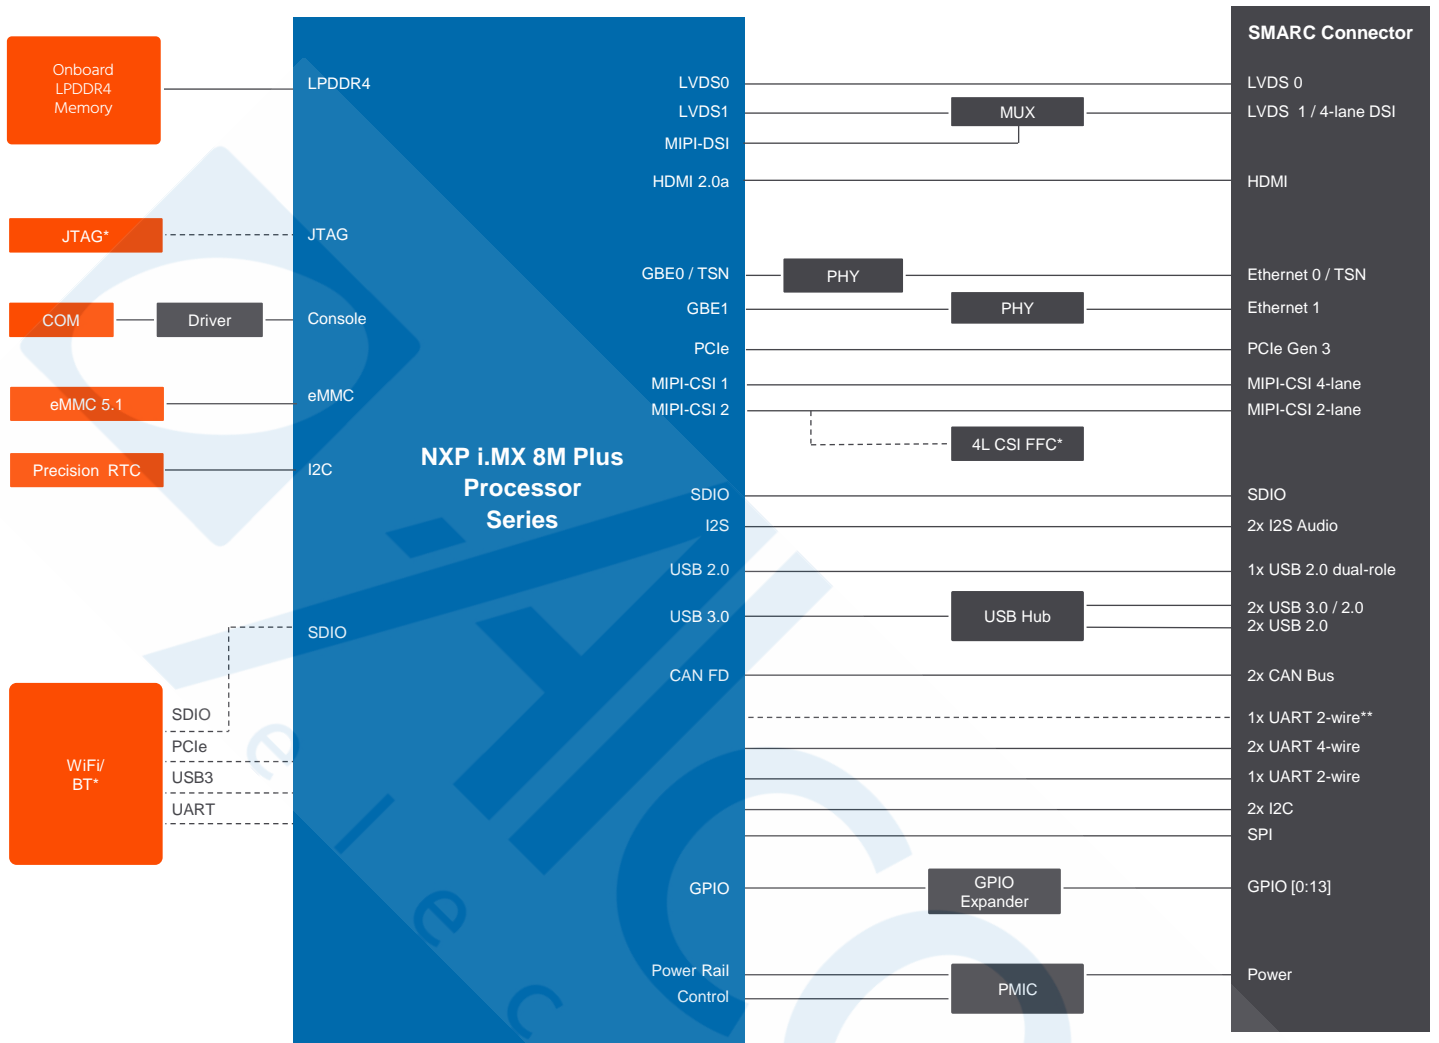 SMARC Connector
Onboard
LPDDR4
Memory
LPDDR4
LVDS0
LVDS 0
LVDS1
MUX
LVDS 1 / 4-lane DSI
MIPI-DSI
HDMI 2.0a
HDMI
JTAG*
JTAG
GBE0 / TSN
PHY
Ethernet 0 / TSN
COM
Driver
Console
GBE1
PHY
Ethernet 1
PCIe
PCIe Gen 3
eMMC 5.1
eMMC
MIPI-CSI 1
MIPI-CSI 4-lane
MIPI-CSI 2
MIPI-CSI 2-lane
4L CSI FFC*
Precision RTC
I2C
NXP i.MX 8M Plus
Processor
Series
SDIO
SDIO
I2S
2x I2S Audio
USB 2.0
1x USB 2.0 dual-role
USB 3.0
USB Hub
2x USB 3.0 / 2.0
2x USB 2.0
SDIO
CAN FD
2x CAN Bus
WiFi/
BT*
SDIO
PCIe
USB3
UART
1x UART 2-wire**
2x UART 4-wire
1x UART 2-wire
2x I2C
SPI
GPIO
GPIO
Expander
GPIO [0:13]
Power Rail
Control
PMIC
Power